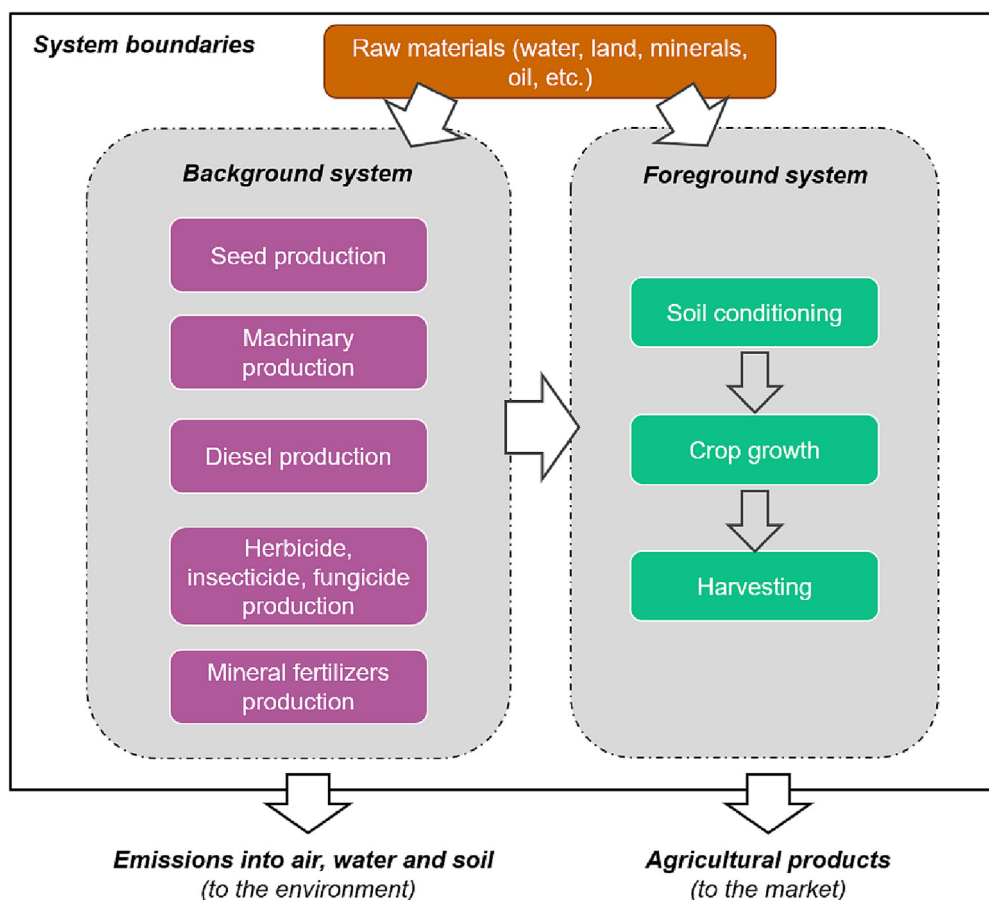 System boundaries
Raw materials (water, land, minerals,
oil, etc.)
Background system
Seed production
Machinary
production
Diesel production
Herbicide,
insecticide, fungicide
production
Mineral fertilizers
production
Foreground system
Soil conditioning
Crop growth
Harvesting
Emissions into air, water and soil
(to the environment)
Agricultural products
(to the market)